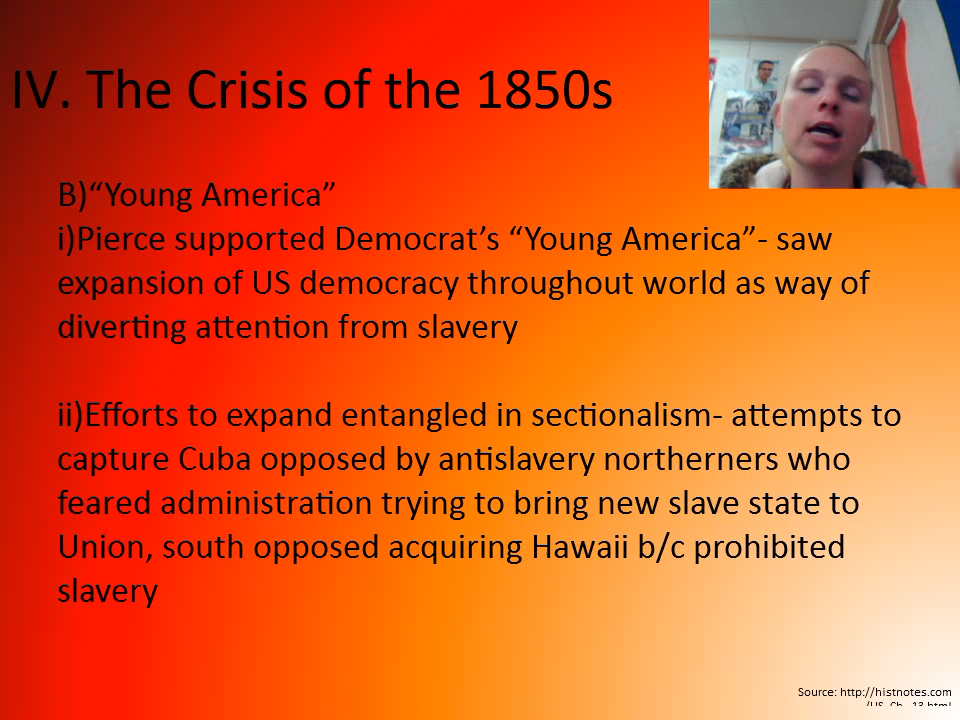 IV. The Crisis of the 1850s
B)“Young America”
i)Pierce supported Democrat’s “Young America”- saw
expansion of US democracy throughout world as way of
diverting attention from slavery
ii)Efforts to expand entangled in sectionalism- attempts to
capture Cuba opposed by antislavery northerners who
feared administration trying to bring new slave state to
Union, south opposed acquiring Hawaii b/c prohibited
slavery
Source: http://histnotes.com